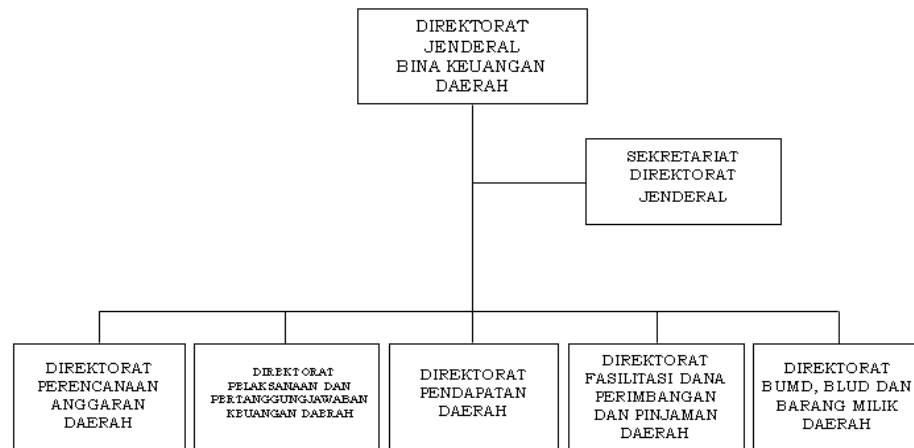 DIREKTORAT
JENDERAL
BINA KEUANGAN
DAERAH
SEKRETARIAT
DIREKTORAT
JENDERAL
DIREKTORAT
PERENCANAAN
ANGGARAN
DAERAH
DIREKTORAT
PELAKSANAAN DAN
PERTANGGUNGJAWABAN
KEUANGAN DAERAH
DIREKTORAT
PENDAPATAN
DAERAH
DIREKTORAT
FASILITASI DANA
PERIMBANGAN
DAN PINJAMAN
DAERAH
DIREKTORAT
BUMD, BLUD DAN
BARANG MILIK
DAERAH